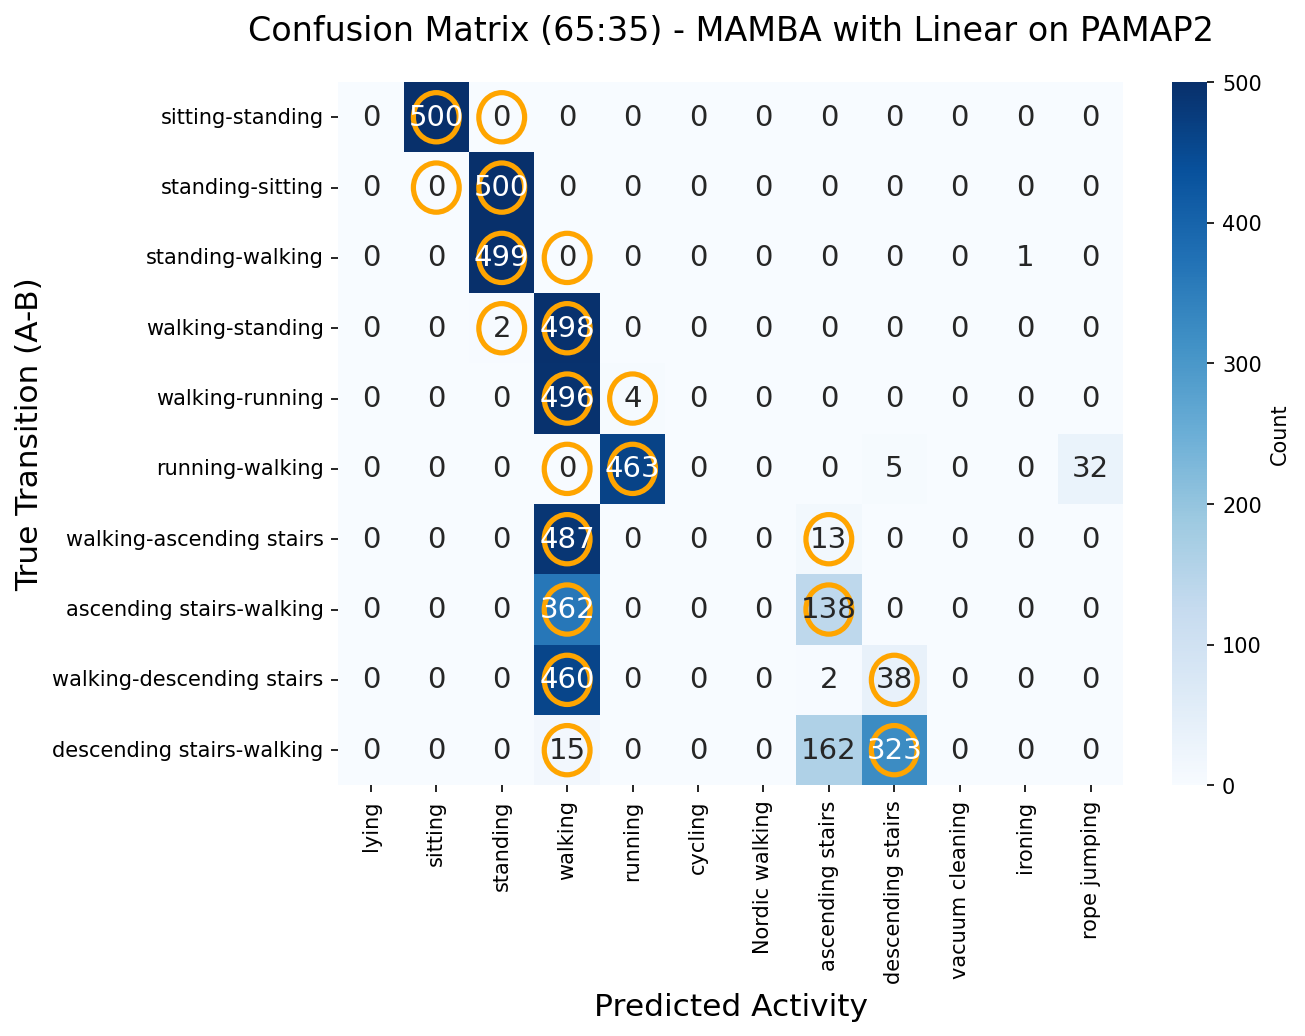 Confusion Matrix (65:35) - MAMBA with Linear on PAMAP2
True Transition (A-B)
sitting-standing 0 500 0 0 0 0 0 0 0 0 0 0
standing-sitting 0 0 500 0 0 0 0 0 0 0 0 0
standing-walking 0 0 499 0 0 0 0 0 0 0 1 0
walking-standing 0 0 2 498 0 0 0 0 0 0 0 0
walking-running 0 0 0 496 4 0 0 0 0 0 0 0
running-walking 0 0 0 0 463 0 0 0 5 0 0 32
walking-ascending stairs 0 0 0 487 0 0 0 13 0 0 0 0
ascending stairs-walking 0 0 0 362 0 0 0 138 0 0 0 0
walking-descending stairs 0 0 0 460 0 0 0 2 38 0 0 0
descending stairs-walking 0 0 0 15 0 0 0 162 323 0 0 0
lying
sitting
standing
walking
running
cycling
Nordic walking
ascending stairs
descending stairs
vacuum cleaning
ironing
rope jumping
Predicted Activity
500
400
300
200
100
0
Count